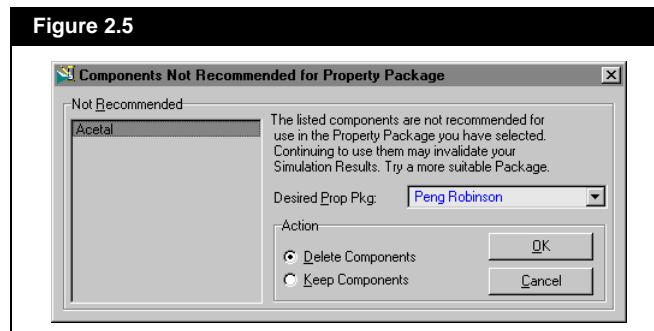 Figure 2.5
Components Not Recommended for Property Package
Not Recommended
Acetal
The listed components are not recommended for
use in the Property Package you have selected.
Continuing to use them may invalidate your
Simulation Results. Try a more suitable Package.
Desired Prop Pkg: Peng Robinson
Action
Delete Components
Keep Components
OK
Cancel